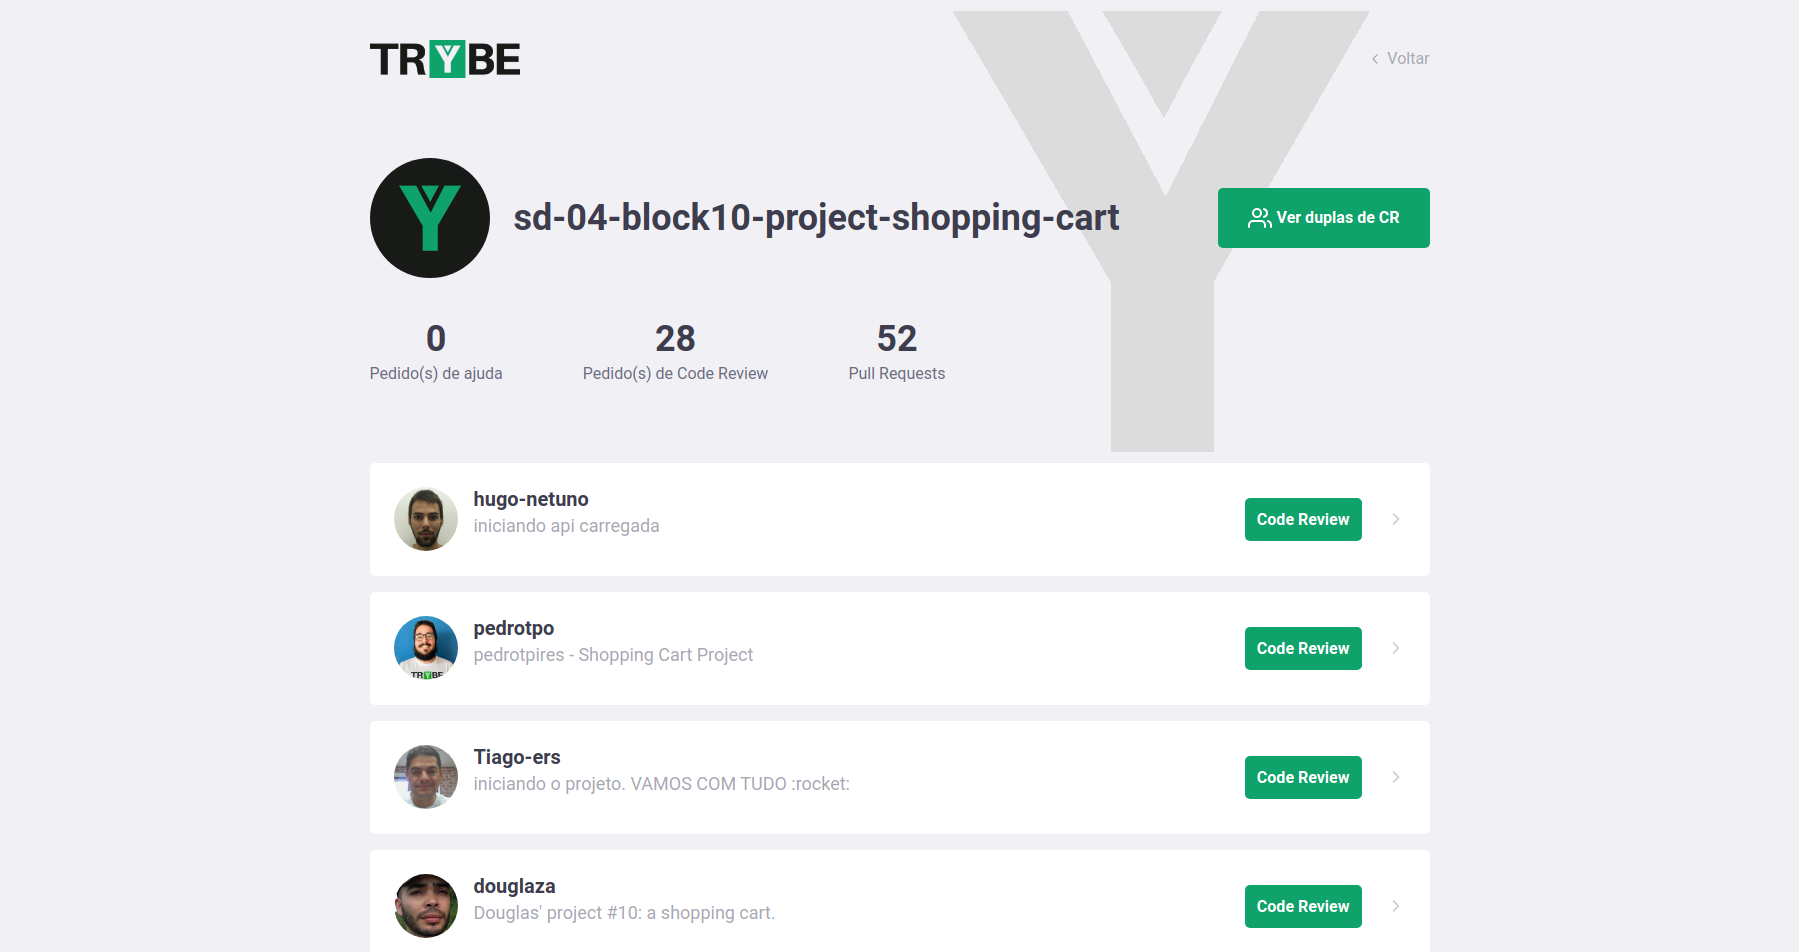 TRYBE
Voltar
sd-04-block10-project-shopping-cart
Ver duplas de CR
0
Pedido(s) de ajuda
28
Pedido(s) de Code Review
52
Pull Requests
hugo-netuno
iniciando api carregada
Code Review
pedrotpo
pedrotpires - Shopping Cart Project
Code Review
TRYBE
Tiago-ers
iniciando o projeto. VAMOS COM TUDO :rocket:
Code Review
douglaza
Douglas' project #10: a shopping cart.
Code Review